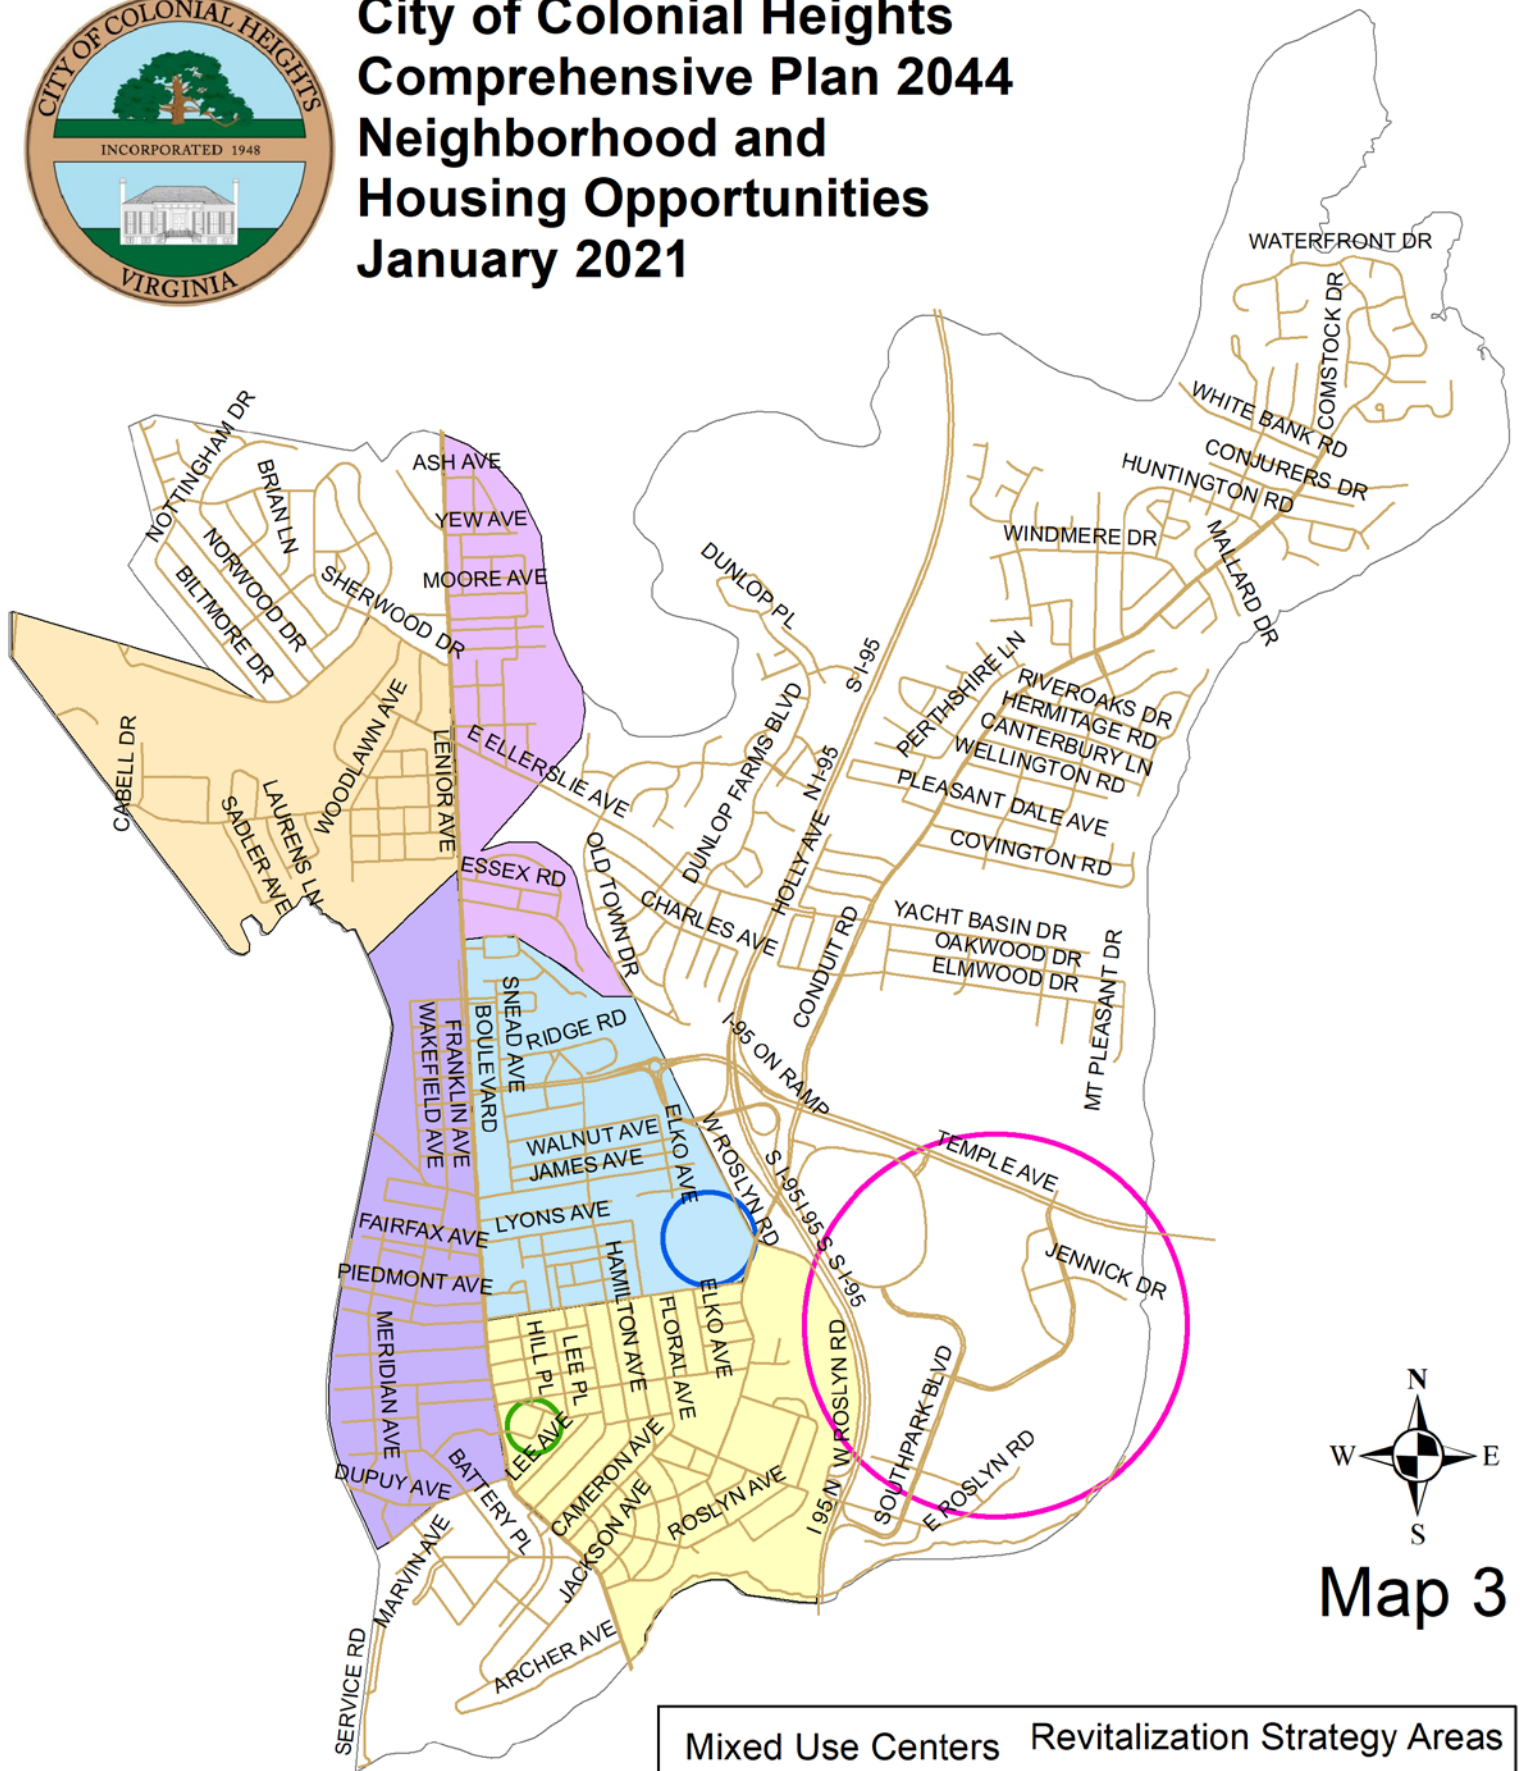 CITY OF COLONIAL HEIGHTS
INCORPORATED 1948
VIRGINIA
City of Colonial Heights
Comprehensive Plan 2044
Neighborhood and
Housing Opportunities
January 2021
WATERFRONT DR
COMSTOCK DR
WHITE BANK RD
CONJURERS DR
HUNTINGTON RD
WINDMERE DR
MALLARD DR
NOTTINGHAM DR
BRIAN LN
NORWOOD DR
BILTMORE DR
SHERWOOD DR
ASH AVE
YEW AVE
MOORE AVE
DUNLOP PL
S I-95
PERTHSHIRE LN
RIVEROAKS DR
HERMITAGE RD
CANTERBURY LN
WELLINGTON RD
PLEASANT DALE AVE
COVINGTON RD
CABELL DR
SADLER AVE
LAURENS LN
WOODLAWN AVE
LENIOR AVE
E ELLERSLIE AVE
DUNLOP FARMS BLVD
N I-95
HOLLY AVE
ESSEX RD
OLD TOWN DR
CHARLES AVE
CONDUIT RD
YACHT BASIN DR
OAKWOOD DR
ELMWOOD DR
MT PLEASANT DR
WAKEFIELD AVE
FRANKLIN AVE
BOULEVARD
SNEAD AVE
RIDGE RD
I-95 ON RAMP
WALNUT AVE
JAMES AVE
ELKO AVE
W ROSLYN RD
S I-95
I 95 S
S I-95
TEMPLE AVE
JENNICK DR
LYONS AVE
FAIRFAX AVE
PIEDMONT AVE
MERIDIAN AVE
HILL PL
LEE PL
HAMILTON AVE
FLORAL AVE
ELKO AVE
W ROSLYN RD
SOUTHPARK BLVD
E ROSLYN RD
I 95 N
LEE AVE
CAMERON AVE
JACKSON AVE
ROSLYN AVE
DUPUY AVE
BATTERY PL
MARVIN AVE
ARCHER AVE
SERVICE RD
N
W
E
S
Map 3
Mixed Use Centers
Revitalization Strategy Areas